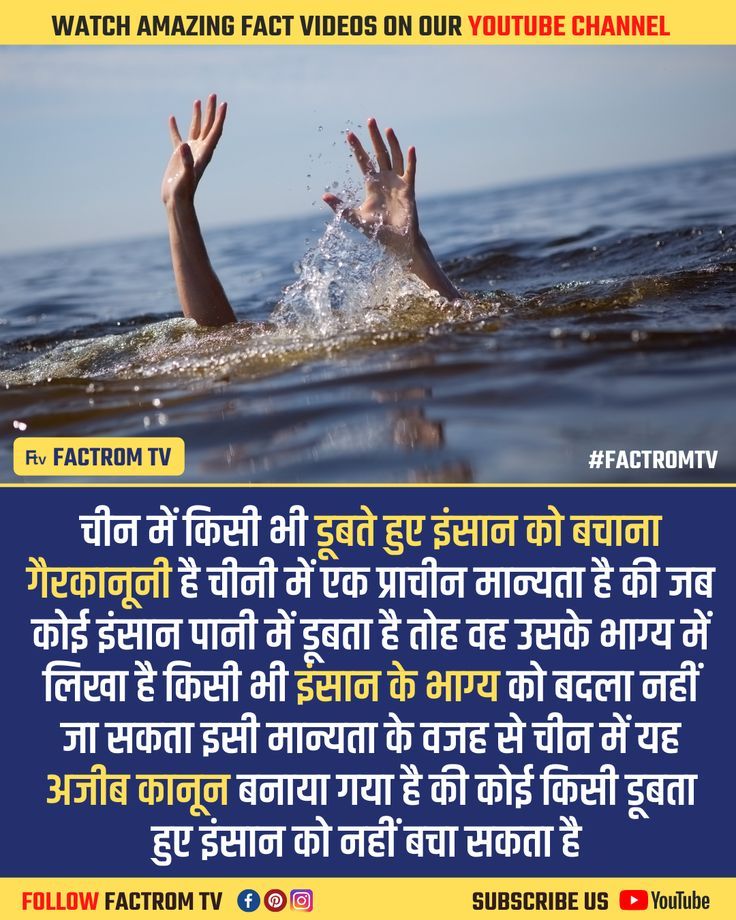 WATCH AMAZING FACT VIDEOS ON OUR YOUTUBE CHANNEL
Ftv FACTROM TV
#FACTROMTV
चीन में किसी भी डूबते हुए इंसान को बचाना
गैरकानूनी है चीनी में एक प्राचीन मान्यता है की जब
कोई इंसान पानी में डूबता है तोह वह उसके भाग्य में
लिखा है किसी भी इंसान के भाग्य को बदला नहीं
जा सकता इसी मान्यता के वजह से चीन में यह
अजीब कानून बनाया गया है की कोई किसी डूबता
हुए इंसान को नहीं बचा सकता है
FOLLOW FACTROM TV
SUBSCRIBE US YouTube